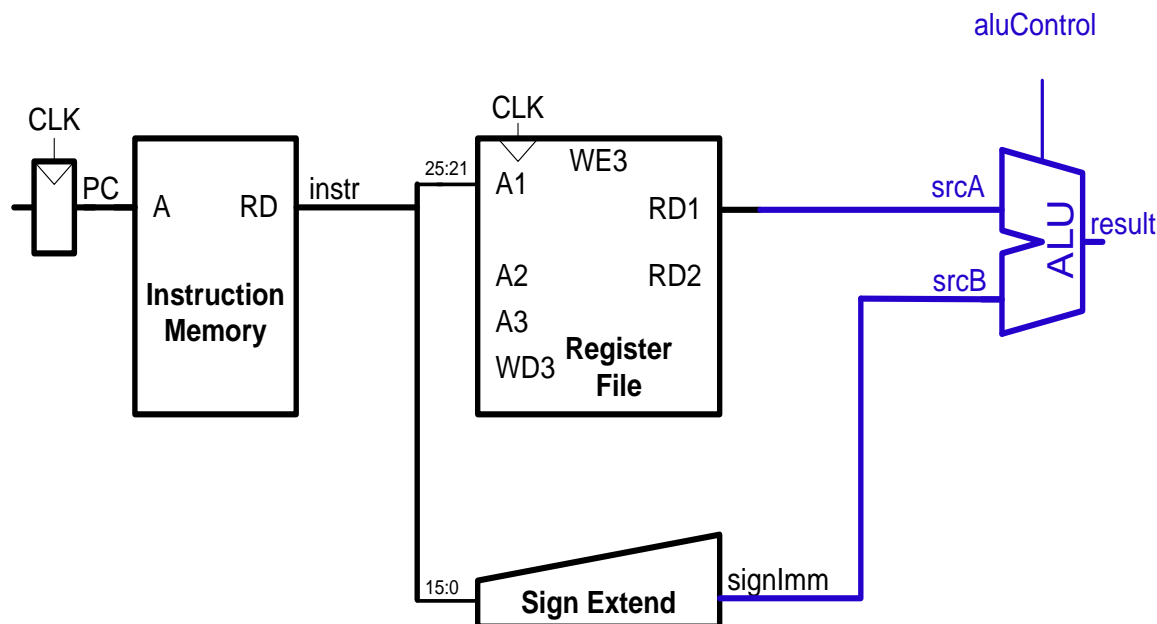 aluControl
CLK
CLK
PC
A
RD
Instruction
Memory
instr
25:21
A1
WE3
RD1
A2
RD2
A3
WD3
Register
File
srcA
srcB
ALU
result
15:0
Sign Extend
signImm